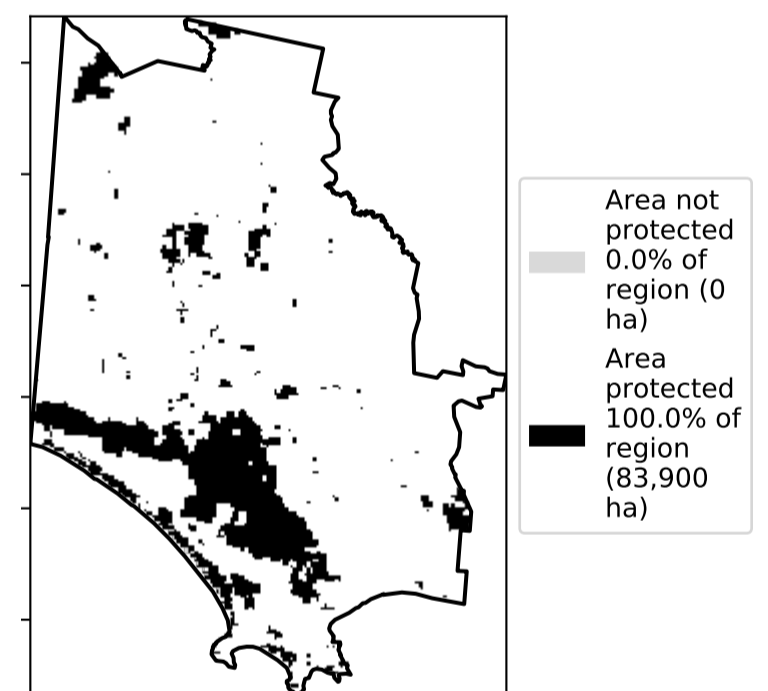 Area not
protected
0.0% of
region (0
ha)
Area
protected
100.0% of
region
(83,900
ha)